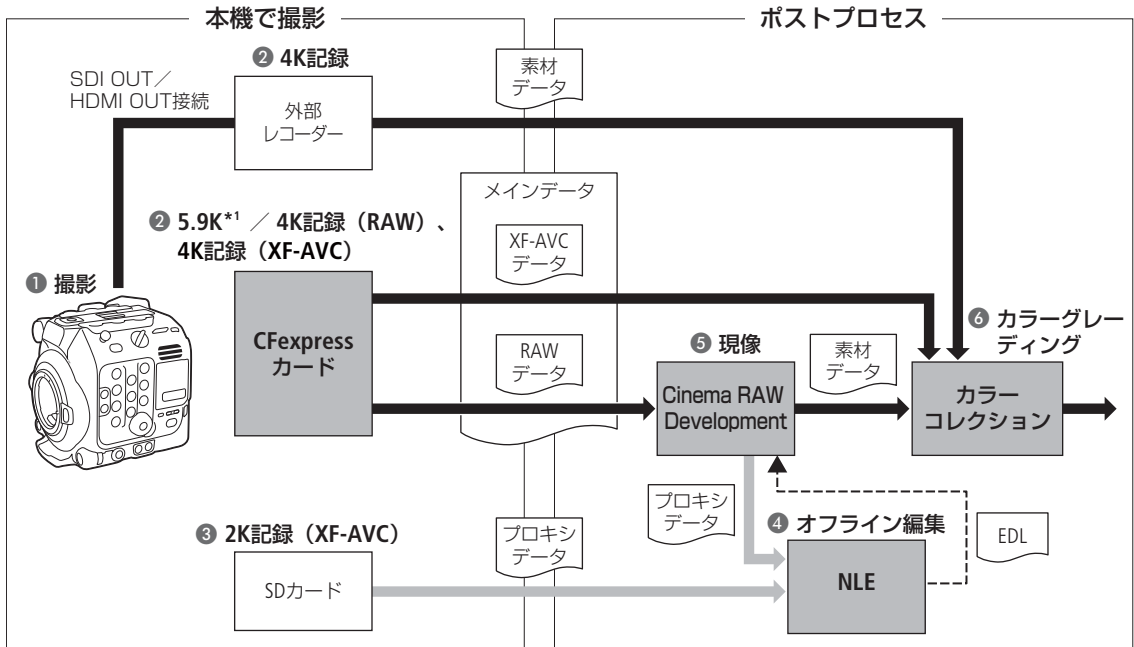 本機で撮影
ポストプロセス
❷ 4K記録
SDI OUT／
HDMI OUT接続
外部
レコーダー
素材
データ
メインデータ
❷ 5.9K*1 ／ 4K記録（RAW）、
4K記録（XF-AVC）
XF-AVC
データ
❶ 撮影
CFexpress
カード
RAW
データ
❺ 現像
Cinema RAW
Development
素材
データ
❻ カラーグレー
ディング
カラー
コレクション
❸ 2K記録（XF-AVC）
SDカード
プロキシ
データ
プロキシ
データ
❹ オフライン編集
NLE
EDL